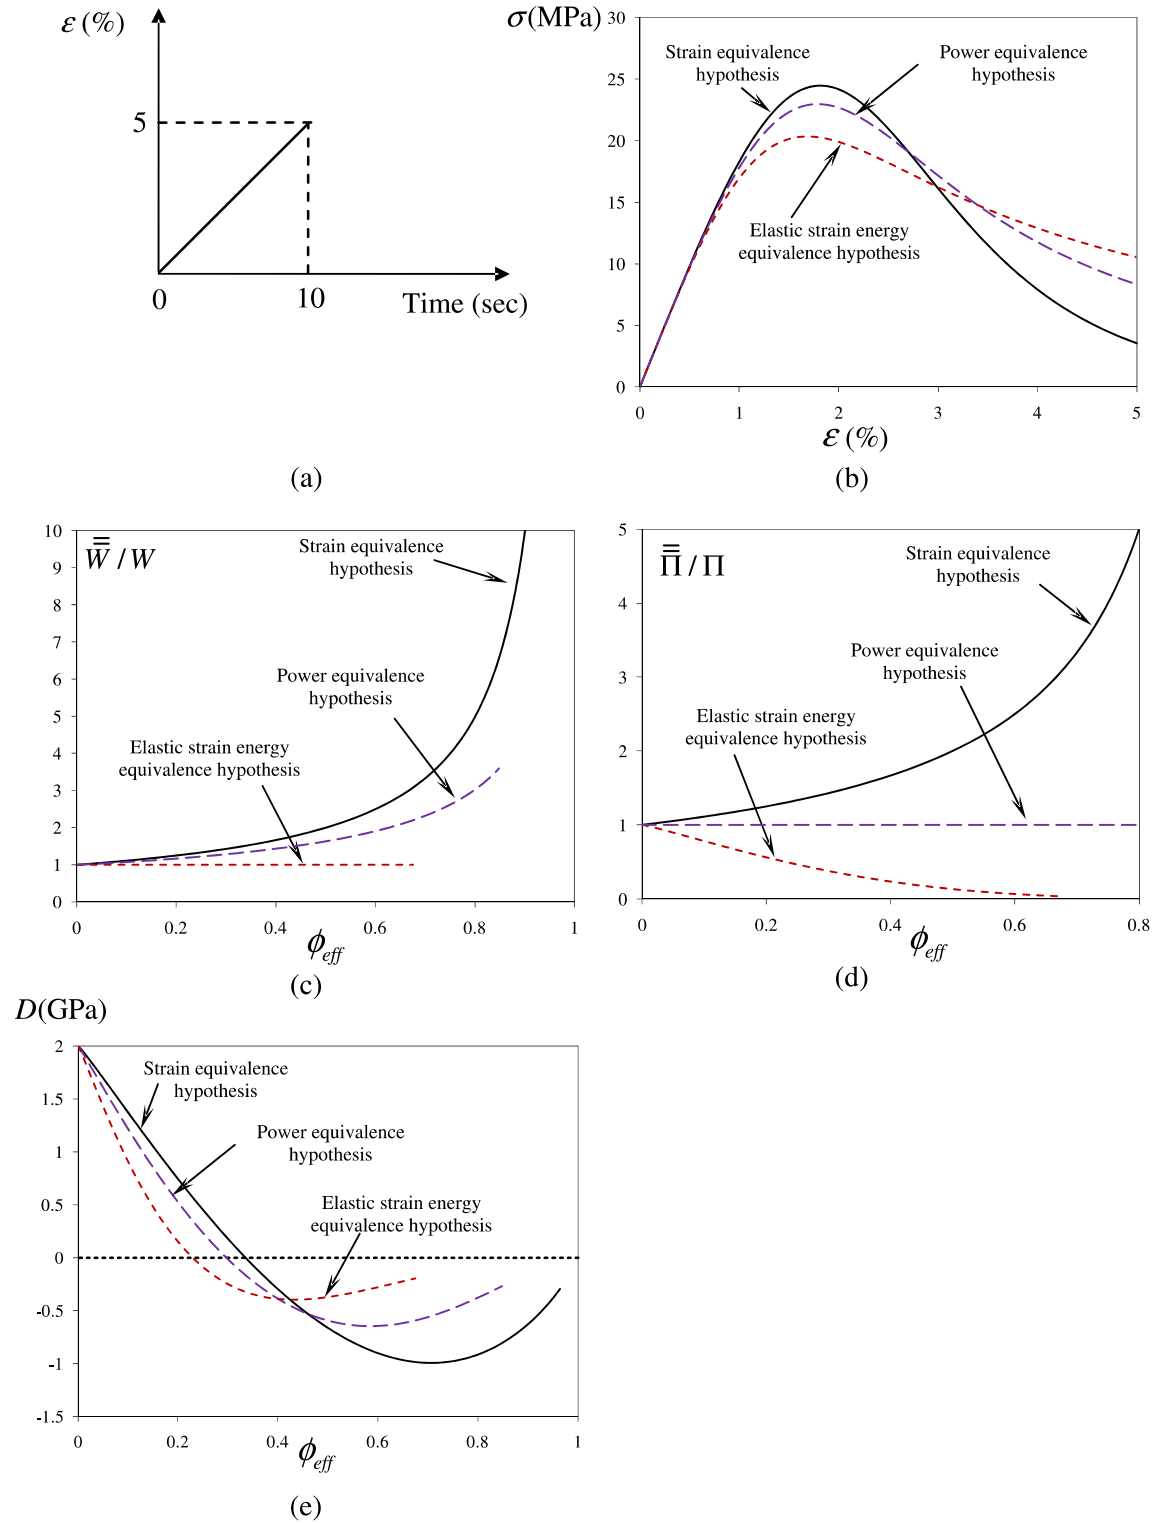 ε (%)
5
0
10
Time (sec)
(a)
σ(MPa)
30
25
20
15
10
5
0
Strain equivalence
hypothesis
Power equivalence
hypothesis
Elastic strain energy
equivalence hypothesis
0 1 2 3 4 5
ε (%)
(b)
W̿̄ / W
10
9
8
7
6
5
4
3
2
1
0
Strain equivalence
hypothesis
Power equivalence
hypothesis
Elastic strain energy
equivalence hypothesis
0 0.2 0.4 0.6 0.8 1
ϕeff
(c)
Π̿̿ / Π
5
4
3
2
1
0
Strain equivalence
hypothesis
Power equivalence
hypothesis
Elastic strain energy
equivalence hypothesis
0 0.2 0.4 0.6 0.8
ϕeff
(d)
D(GPa)
2
1.5
1
0.5
0
-0.5
-1
-1.5
Strain equivalence
hypothesis
Power equivalence
hypothesis
Elastic strain energy
equivalence hypothesis
0 0.2 0.4 0.6 0.8 1
ϕeff
(e)